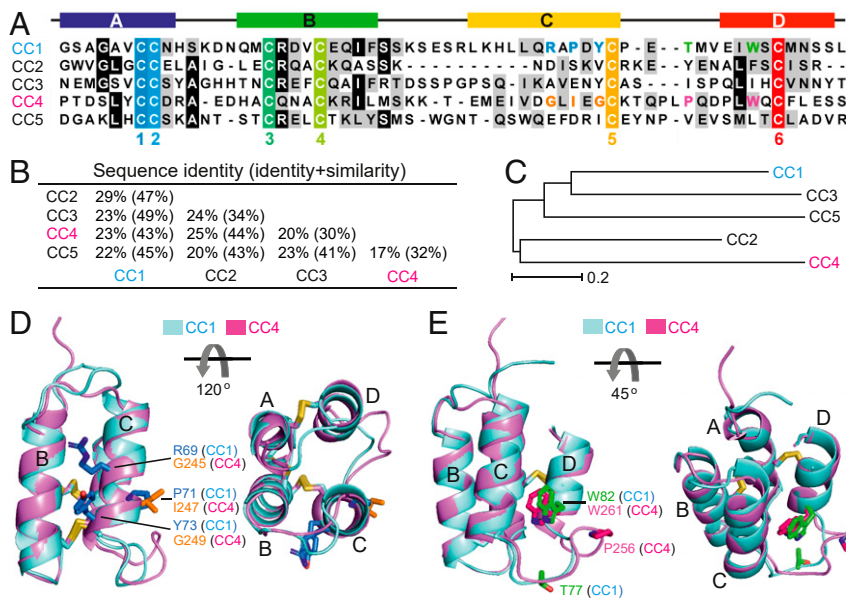 A
A B C D
CC1 GSAGAVCCNHSKDNQMCRDVCEQIFSSKSESRLKHLLQRAPDYCP-E--TMVEIWSCMNSSL
CC2 GWVGLGCCELAIG-LECRQACKQASSK------NDISKVCRKE--YENALFSCISR--
CC3 NEMGSVCCSYAGHHTNCREFCQAIFRTDSSPGPSQIKAVENYCAS---ISPQLIHCVNNYT
CC4 PTDSLYCCDRA-EDHACQNACKRILMSKK-T-EMEIVDGLIEGCKTQPLPQDPLWQCFLESS
CC5 DGAKLHCCSKANT-STCRELCTKLYSMS-WGNT-QSWQEFDRICEYNP-VEVSMLTCLADVR
1 2 3 4 5 6
B
Sequence identity (identity+similarity)
CC2 29% (47%)
CC3 23% (49%) 24% (34%)
CC4 23% (43%) 25% (44%) 20% (30%)
CC5 22% (45%) 20% (43%) 23% (41%) 17% (32%)
CC1 CC2 CC3 CC4
C
CC1
CC3
CC5
CC2
CC4
0.2
D
CC1 CC4
120°
B
C
R69 (CC1)
G245 (CC4)
P71 (CC1)
I247 (CC4)
Y73 (CC1)
G249 (CC4)
A
D
B
C
E
CC1 CC4
45°
B
C
D
W82 (CC1)
W261 (CC4)
P256 (CC4)
T77 (CC1)
A
D
B
C